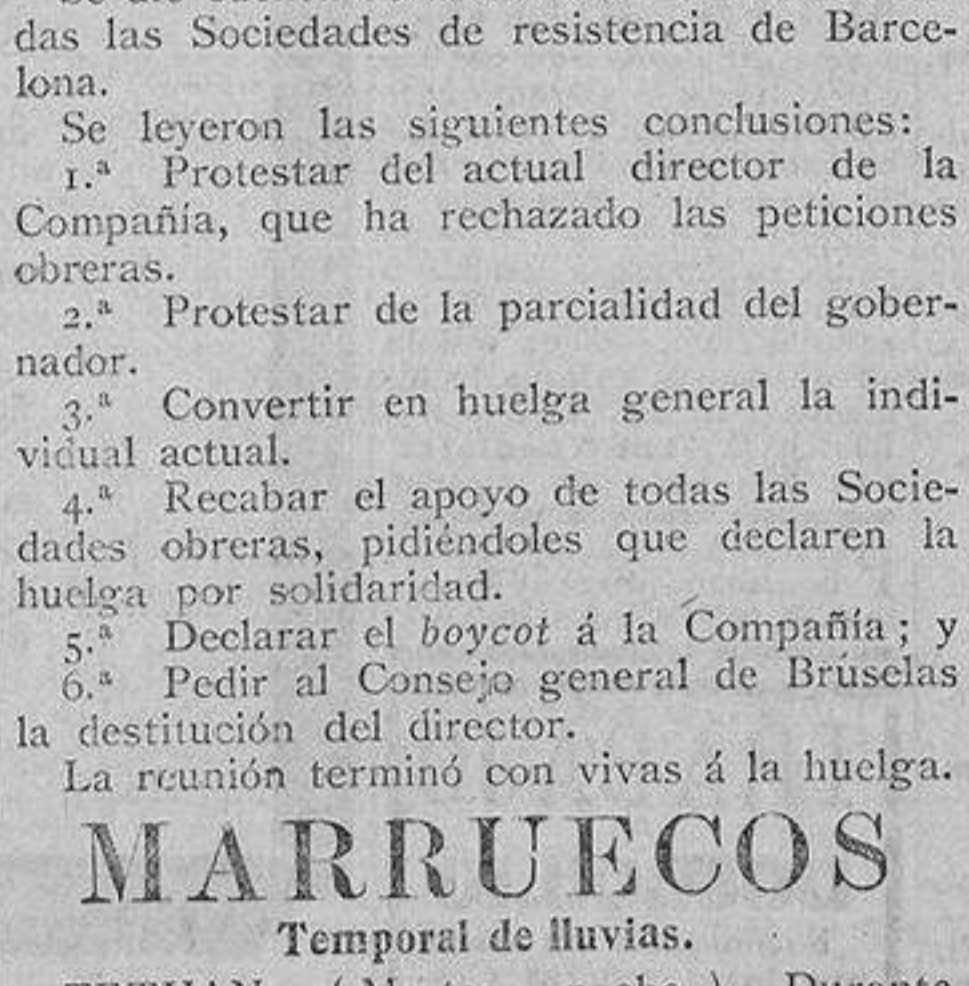 das las Sociedades de resistencia de Barce-
lona.
Se leyeron las siguientes conclusiones:
1.ª Protestar del actual director de la
Compañía, que ha rechazado las peticiones
obreras.
2.ª Protestar de la parcialidad del gober-
nador.
3.ª Convertir en huelga general la indi-
vidual actual.
4.ª Recabar el apoyo de todas las Socie-
dades obreras, pidiéndoles que declaren la
huelga por solidaridad.
5.ª Declarar el boycot á la Compañía; y
6.ª Pedir al Consejo general de Brúselas
la destitución del director.
La reunión terminó con vivas á la huelga.
MARRUECOS
Temporal de lluvias.
Durante